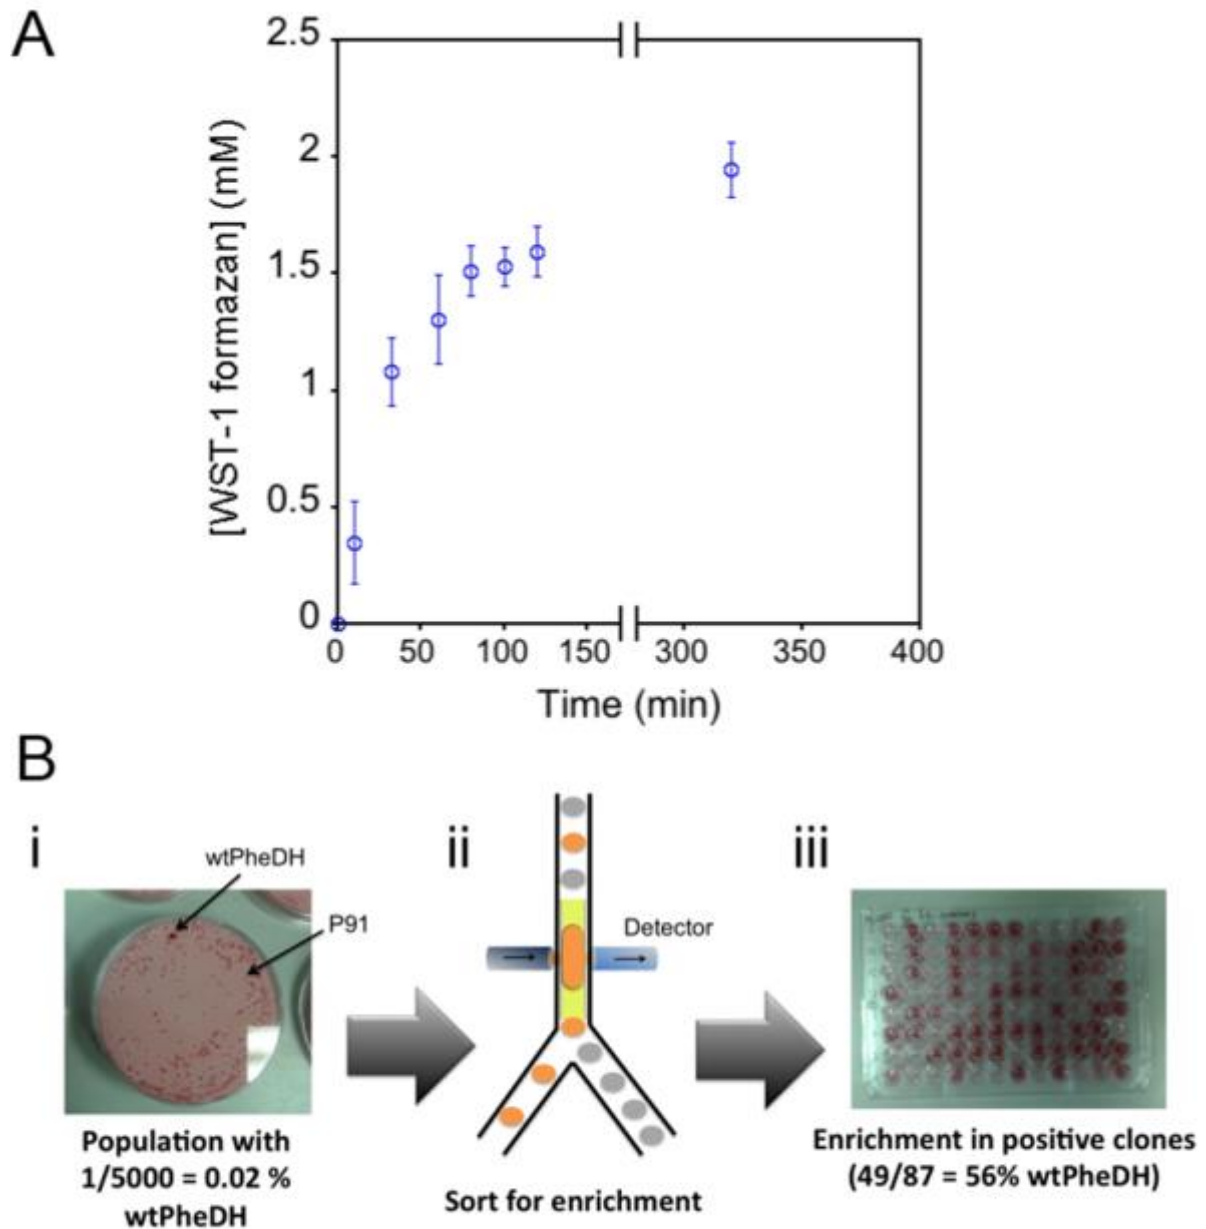 A
[WST-1 formazan] (mM)
2.5
2
1.5
1
0.5
0
0 50 100 150 300 350 400
Time (min)
B
i
wtPheDH
P91
Population with
1/5000 = 0.02 %
wtPheDH
ii
Detector
Sort for enrichment
iii
Enrichment in positive clones
(49/87 = 56% wtPheDH)